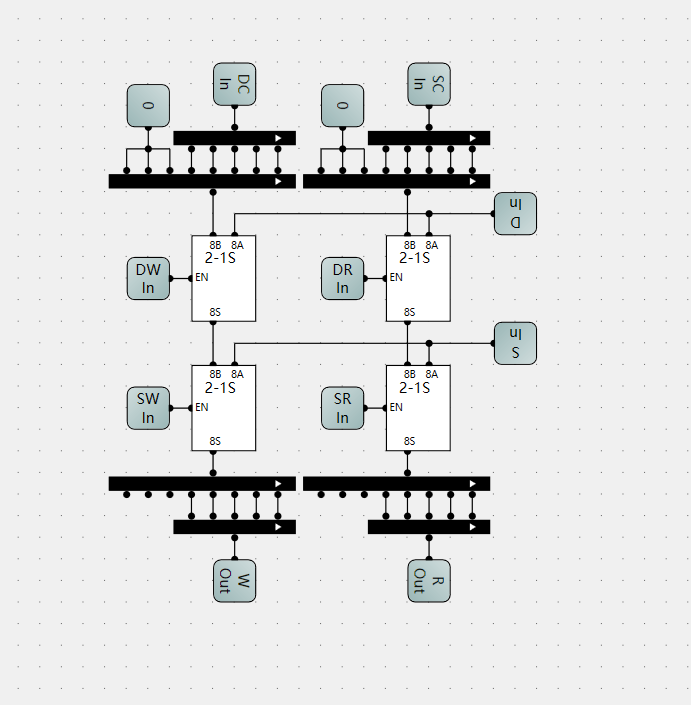 DC
In
SC
In
0
0
In
D
8B 8A
2-1S
EN
8S
8B 8A
2-1S
EN
8S
DW
In
DR
In
In
S
8B 8A
2-1S
EN
8S
8B 8A
2-1S
EN
8S
SW
In
SR
In
W
Out
R
Out